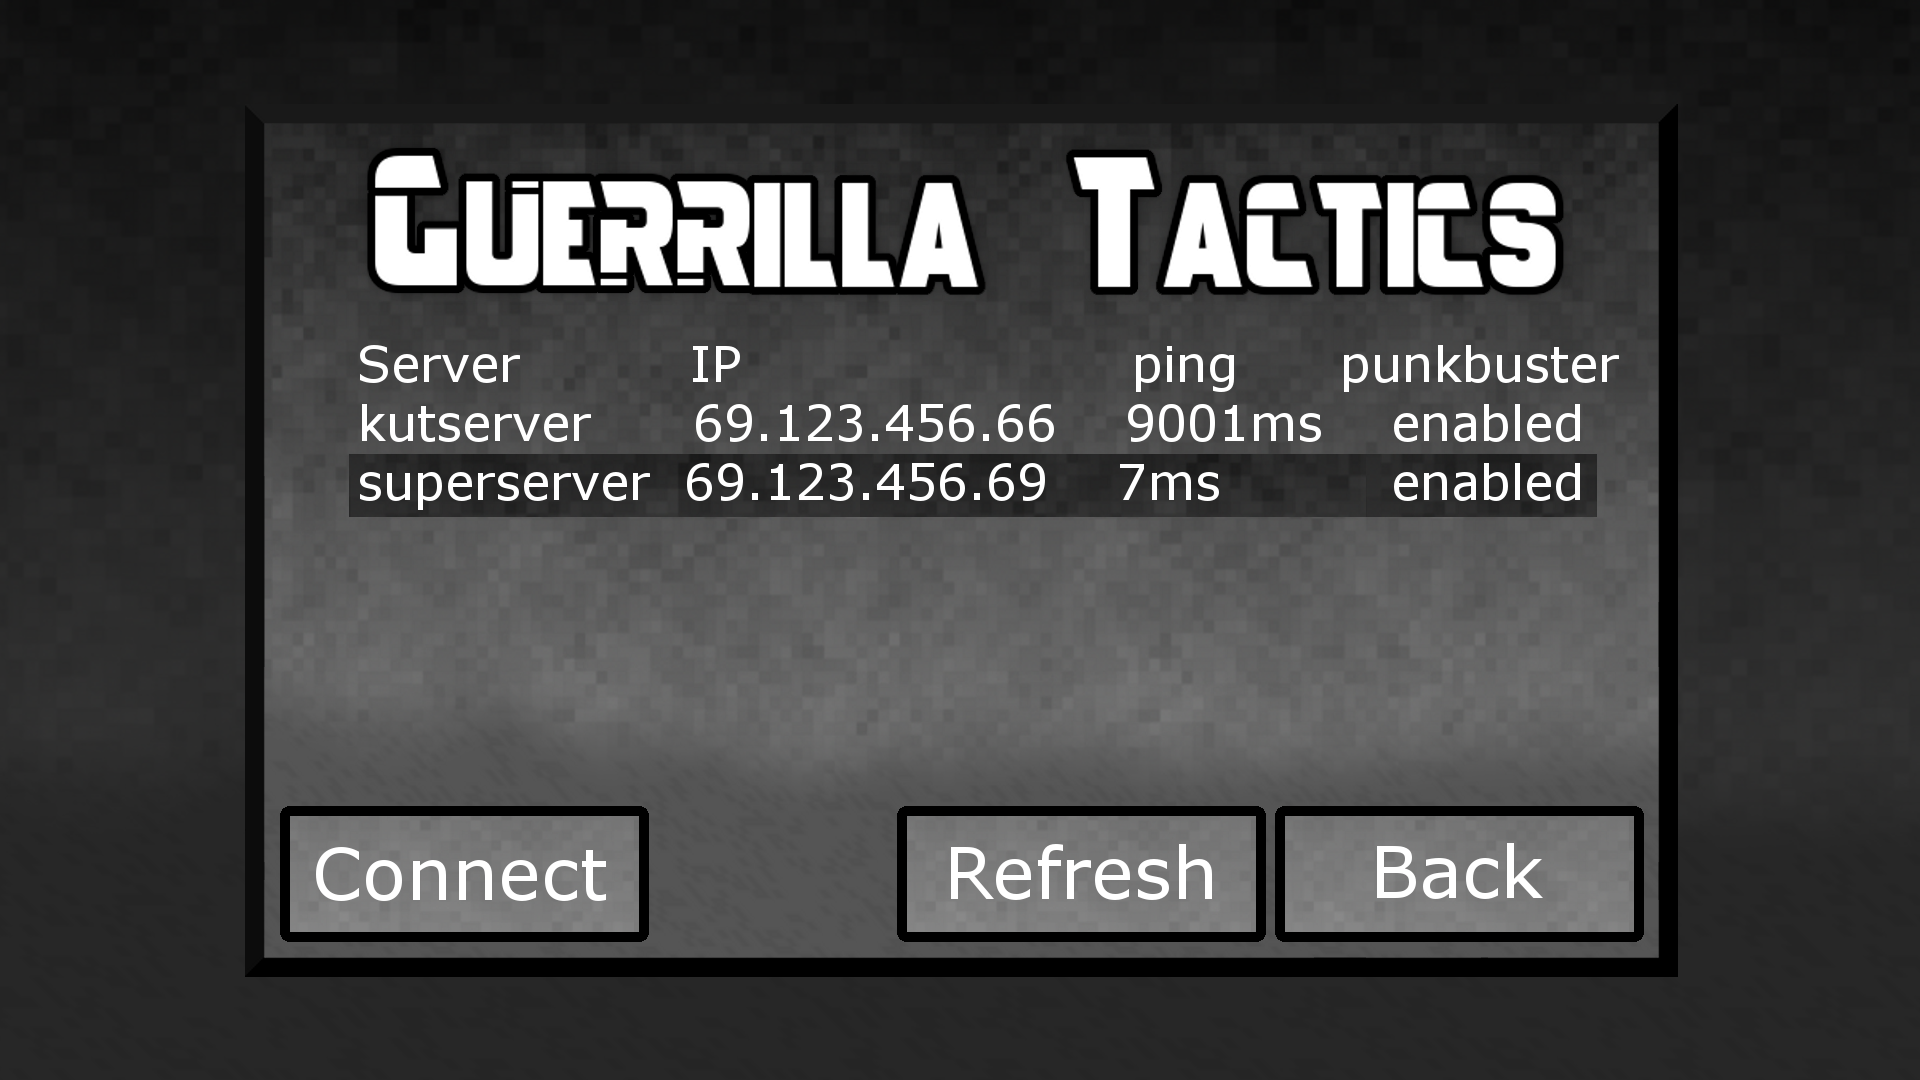 Guerrilla Tactics
Server IP ping punkbuster
kutserver 69.123.456.66 9001ms enabled
superserver 69.123.456.69 7ms enabled
Connect Refresh Back